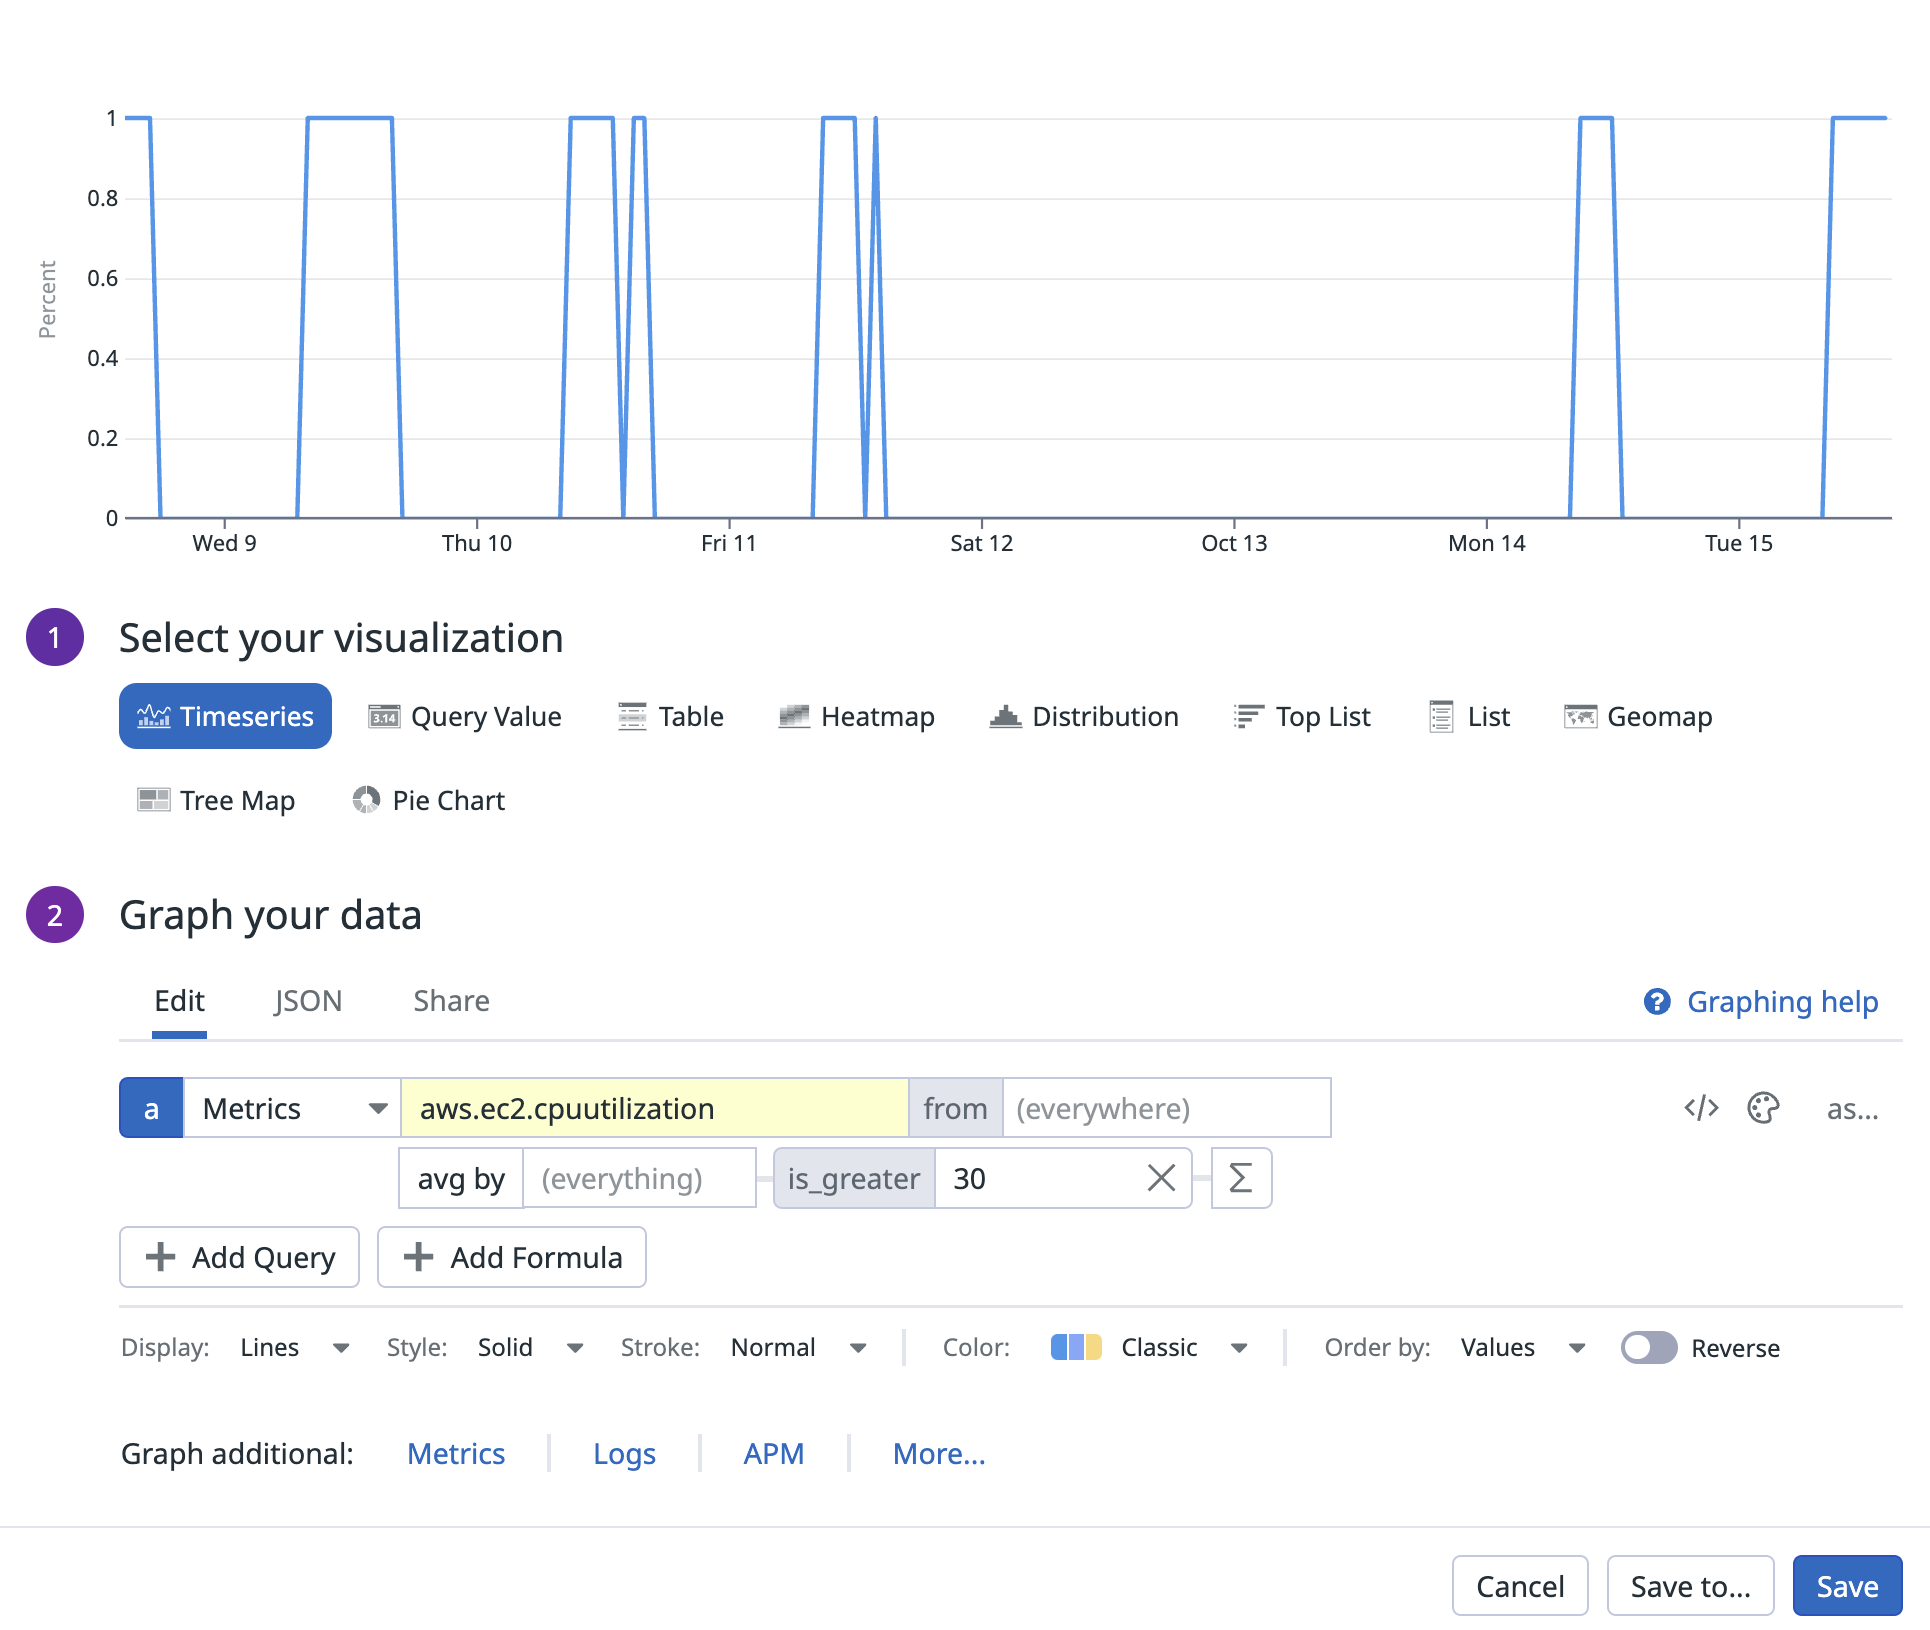 1
0.8
0.6
0.4
0.2
0
Percent
Wed 9 Thu 10 Fri 11 Sat 12 Oct 13 Mon 14 Tue 15
1 Select your visualization
Timeseries 3.14 Query Value Table Heatmap Distribution Top List List Geomap
Tree Map Pie Chart
2 Graph your data
Edit JSON Share ? Graphing help
a Metrics aws.ec2.cpuutilization from (everywhere) </> as...
avg by (everything) is_greater 30 Σ
+ Add Query + Add Formula
Display: Lines Style: Solid Stroke: Normal Color: Classic Order by: Values Reverse
Graph additional: Metrics Logs APM More...
Cancel Save to... Save